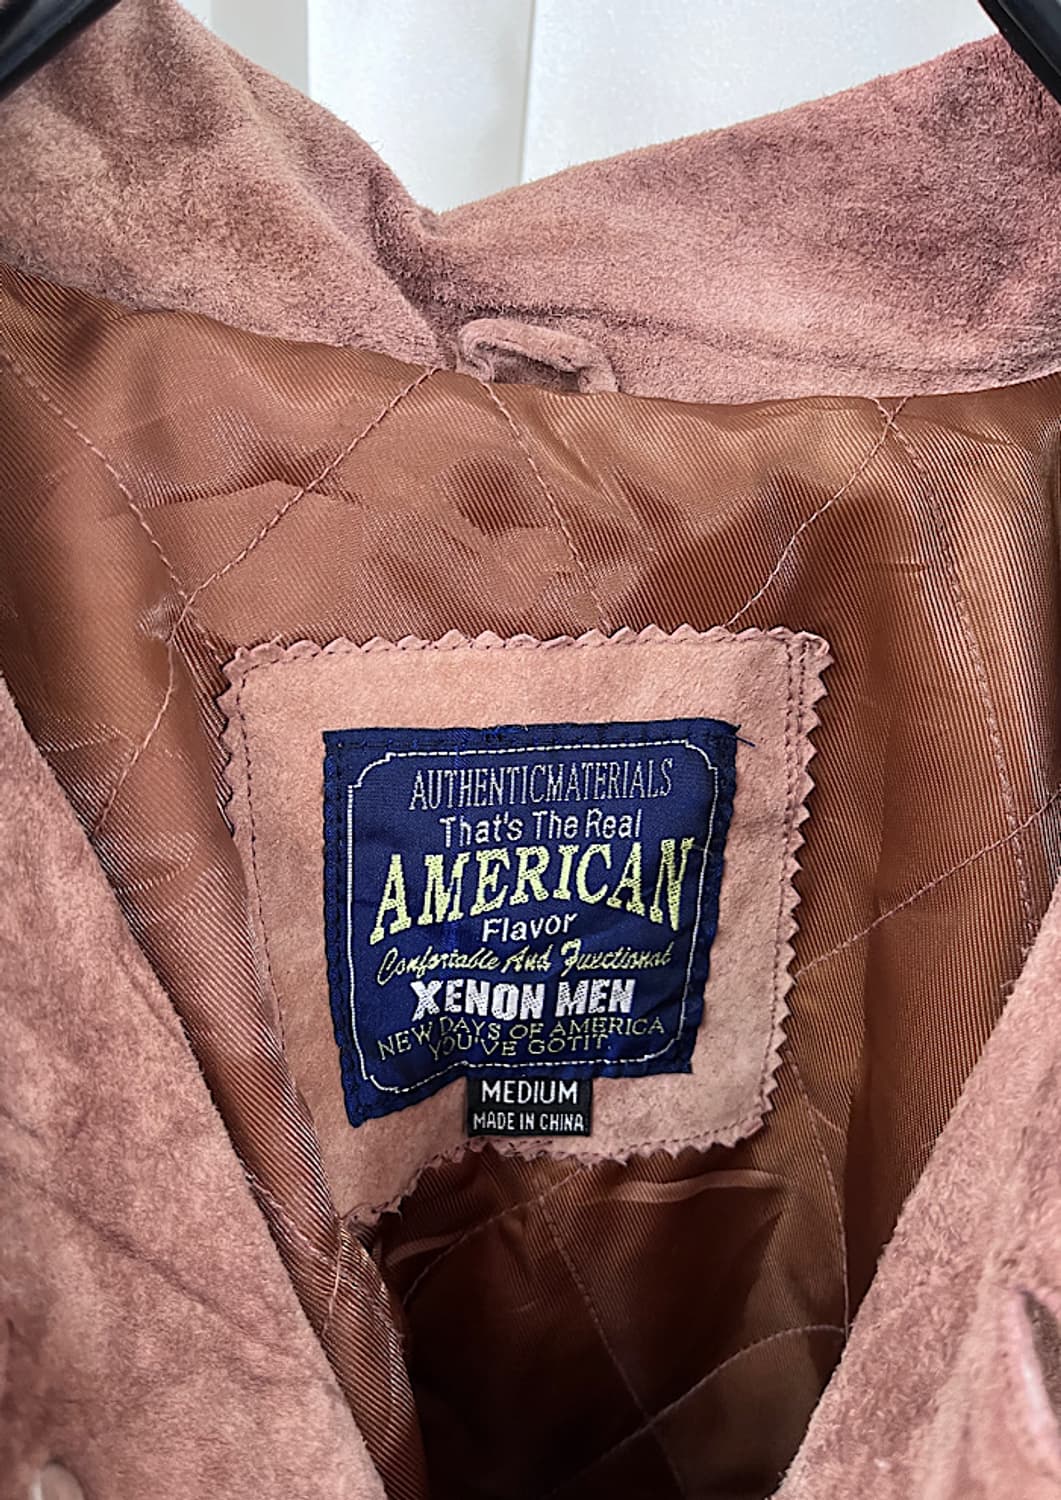 AUTHENTICMATERIALS
That's The Real
AMERICAN
Flavor
Comfortable And Functional
XENON MEN
NEW DAYS OF AMERICA
YOU'VE GOTIT.
MEDIUM
MADE IN CHINA